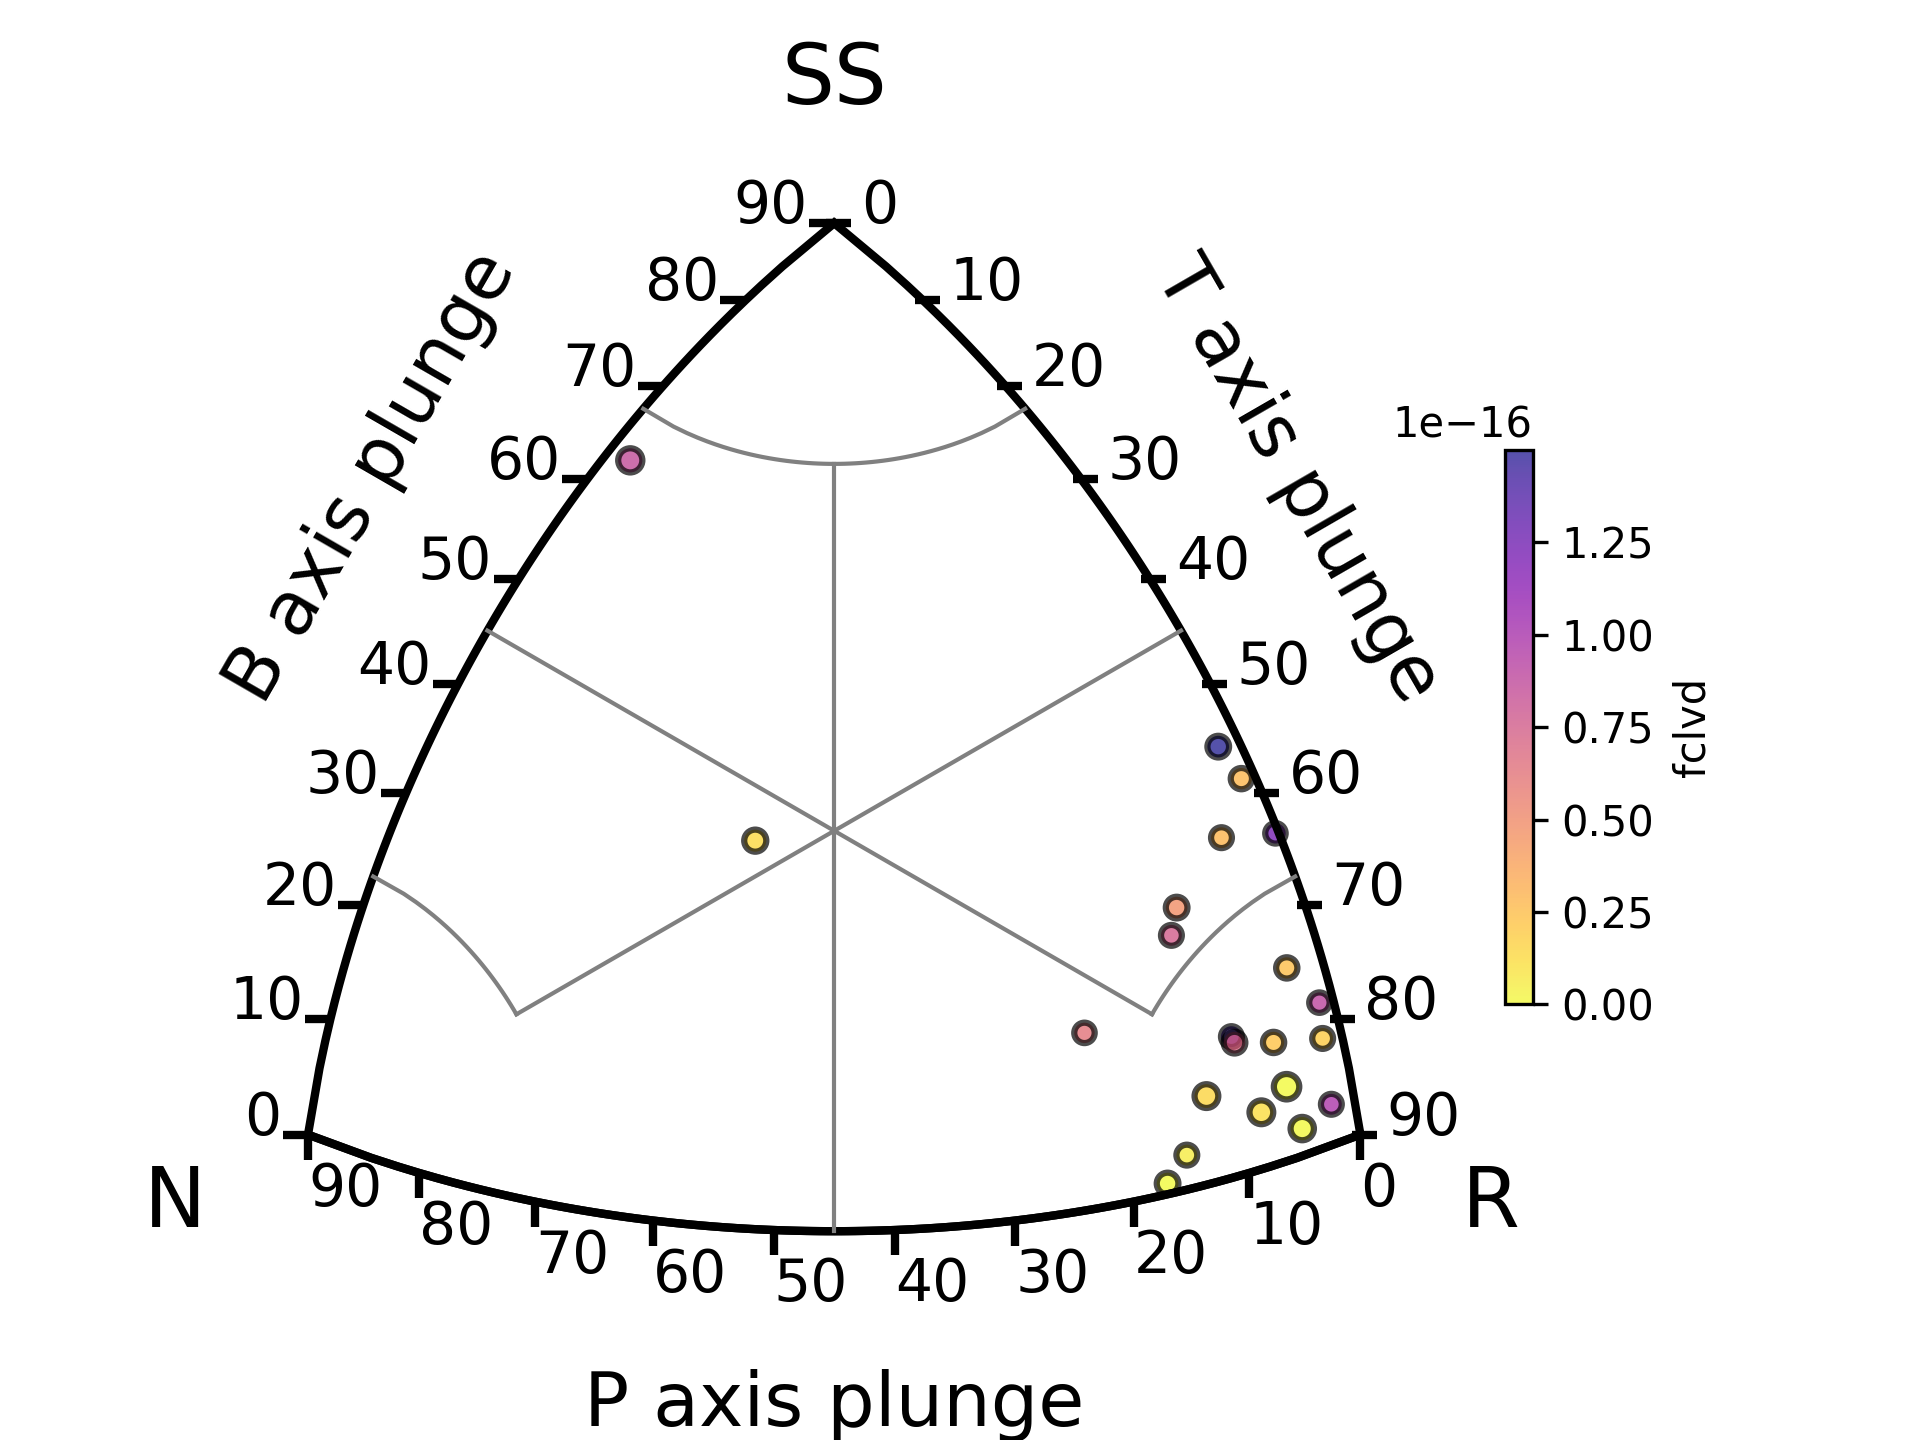 SS
90 0
80 10
70 20
60 30
50 40
40 50
30 60
20 70
10 80
0 90
B axis plunge
T axis plunge
N
R
90 80 70 60 50 40 30 20 10 0
P axis plunge
1e−16
1.25
1.00
0.75
0.50
0.25
0.00
fclvd